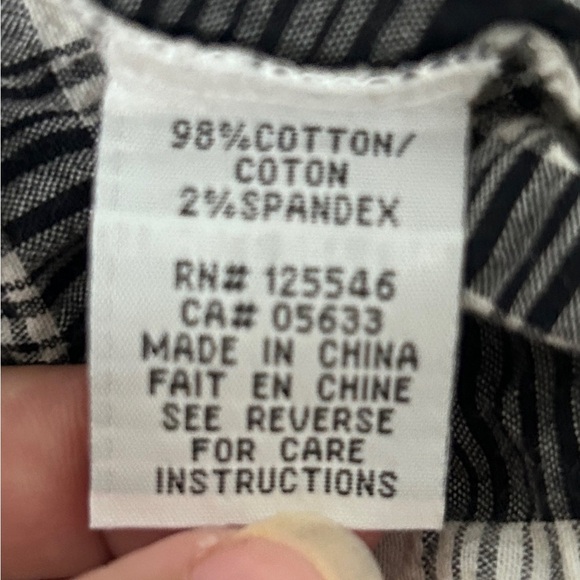 98%COTTON/
COTON
2%SPANDEX
RN# 125546
CA# 05633
MADE IN CHINA
FAIT EN CHINE
SEE REVERSE
FOR CARE
INSTRUCTIONS